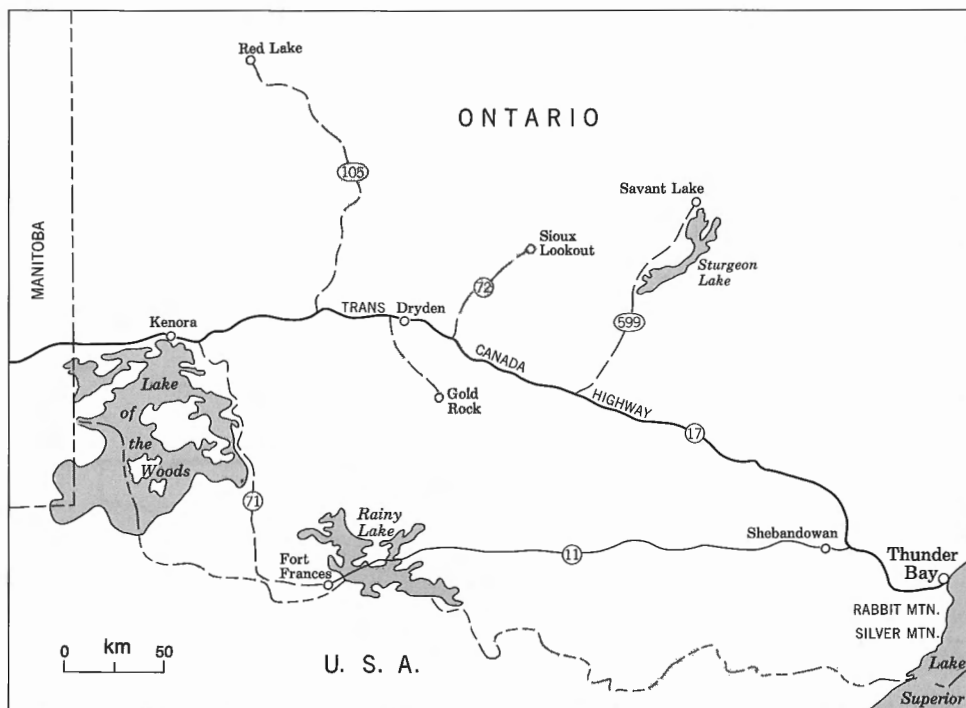 Red Lake
ONTARIO
105
Savant Lake
MANITOBA
Sioux
Lookout
Sturgeon
Lake
72
599
TRANS
Dryden
Kenora
CANADA
Lake
of
the
Woods
Gold
Rock
HIGHWAY
17
71
Rainy
Lake
Shebandowan
11
Fort
Frances
Thunder
Bay
RABBIT MTN.
SILVER MTN.
km
0 50
U. S. A.
Lake
Superior